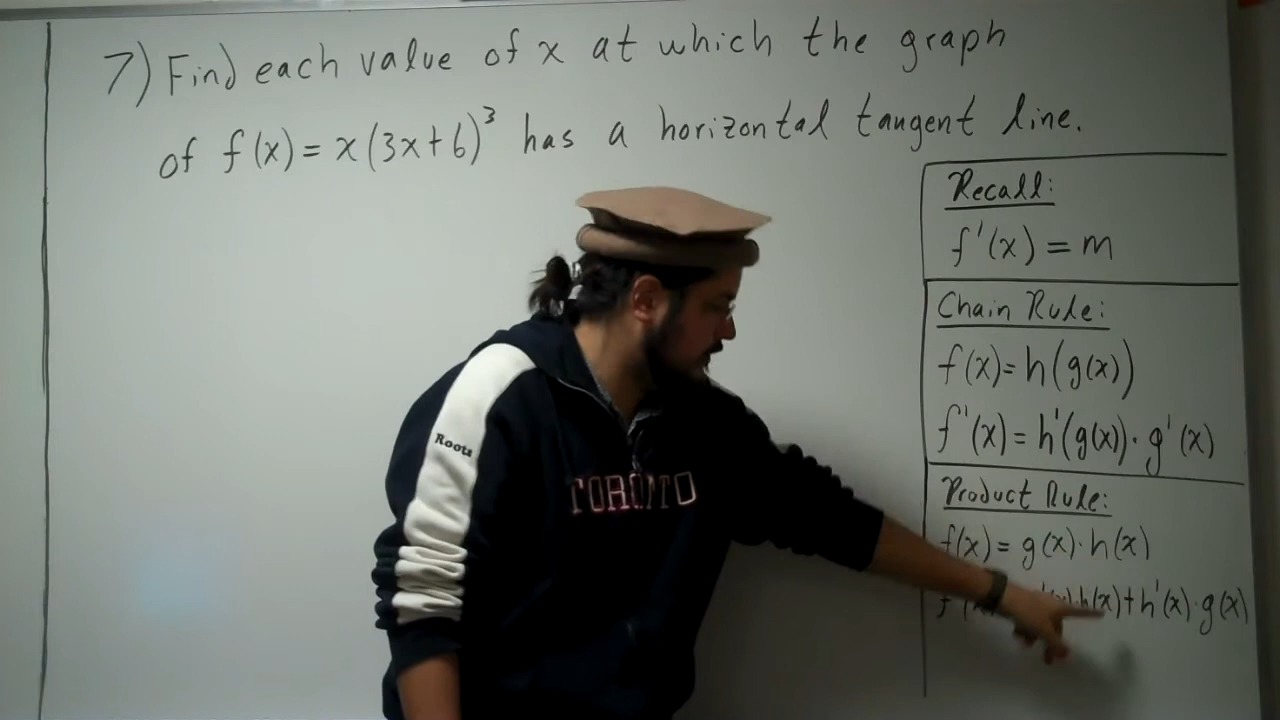 7) Find each value of x at which the graph
of f(x) = x(3x+6)³ has a horizontal tangent line.
Recall:
f'(x) = m
Chain Rule:
f(x) = h(g(x))
f'(x) = h'(g(x)) · g'(x)
Product Rule:
f(x) = g(x) · h(x)
h(x) + h'(x) · g(x)
Roots
TORONTO